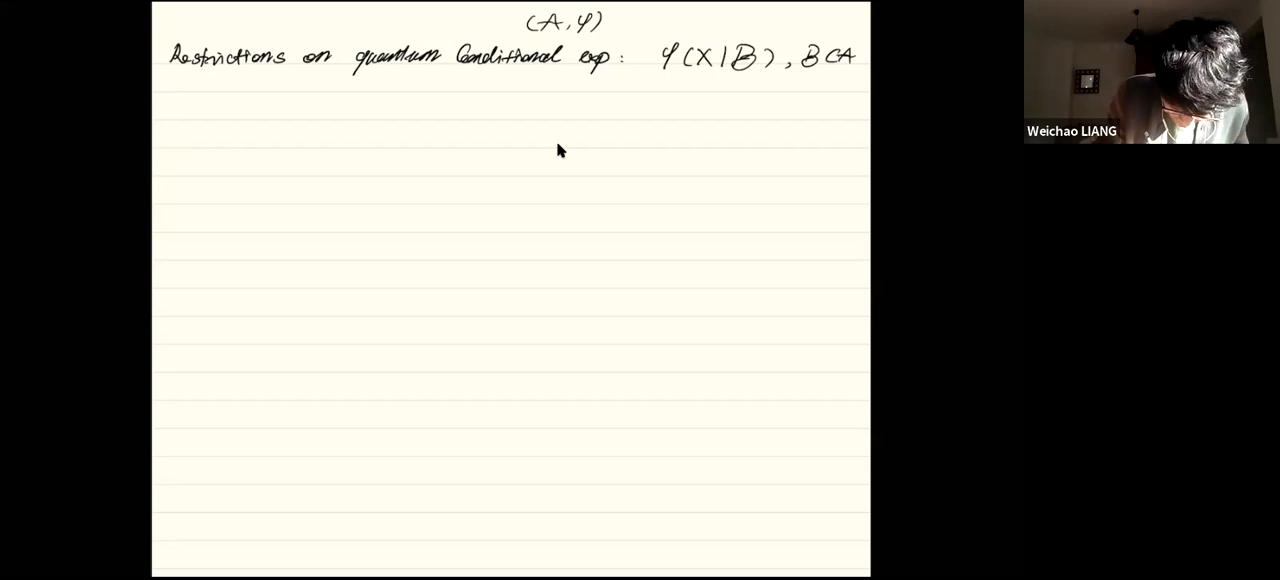 (A, φ)
Restrictions on quantum Conditional exp: φ(X|B), B⊂A
Weichao LIANG